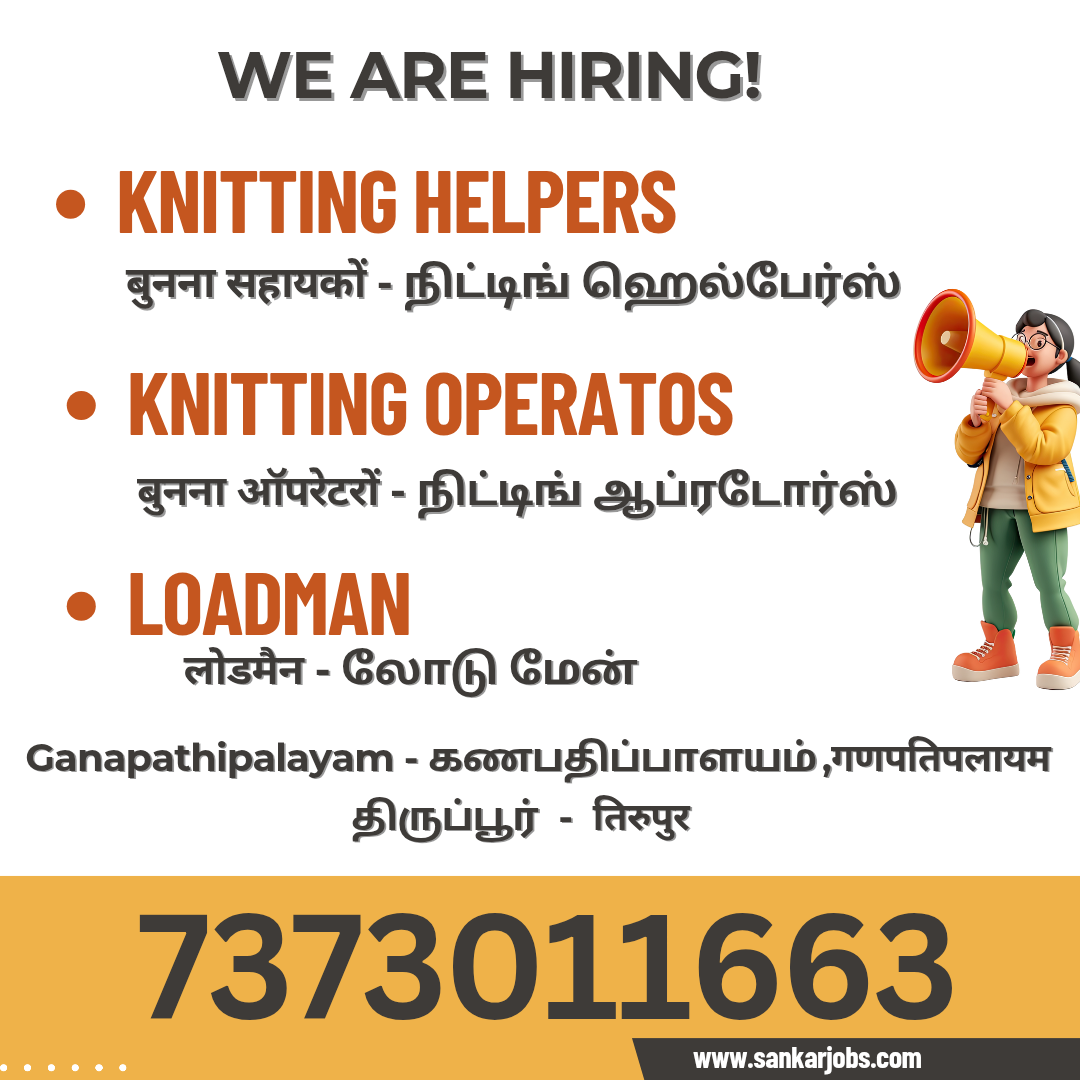 WE ARE HIRING!
• KNITTING HELPERS
बुनना सहायकों - நிட்டிங் ஹெல்பேர்ஸ்
• KNITTING OPERATOS
बुनना ऑपरेटरों - நிட்டிங் ஆப்ரடோர்ஸ்
• LOADMAN
लोडमैन - லோடு மேன்
Ganapathipalayam - கணபதிப்பாளயம் ,गणपतिपलायम
திருப்பூர் - तिरुपुर
7373011663
www.sankarjobs.com